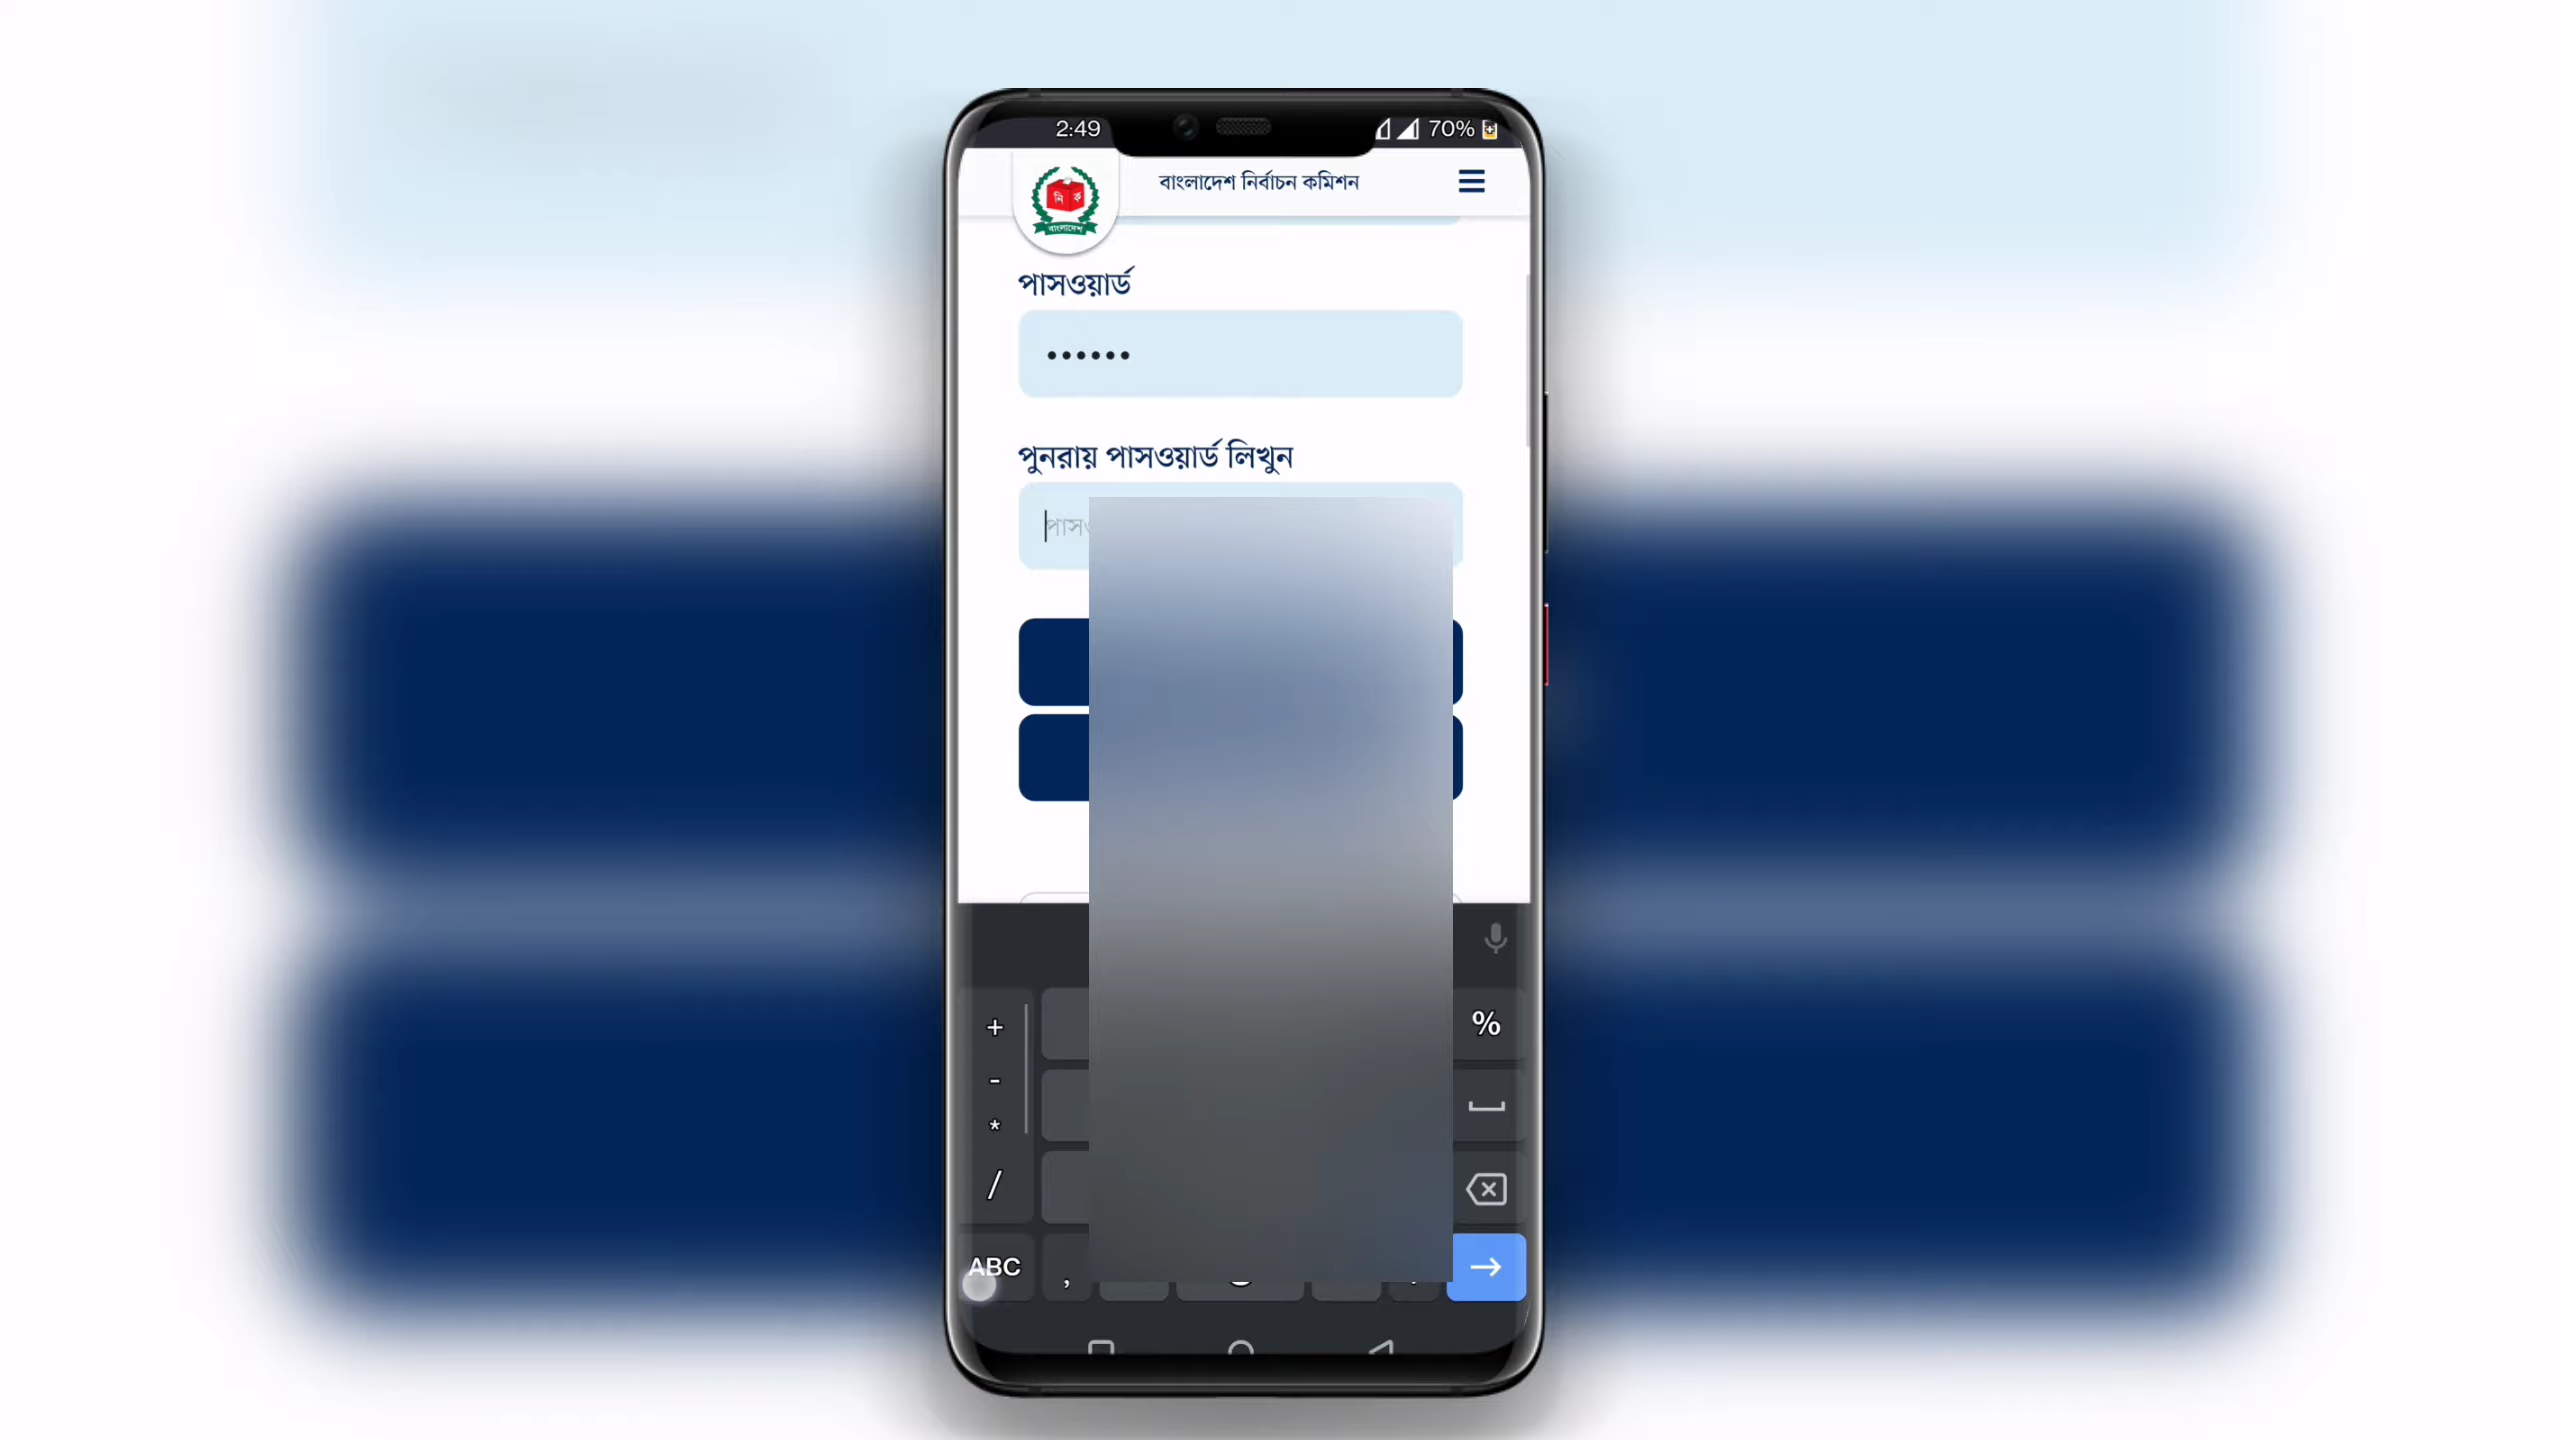 2:49 70%
বাংলাদেশ নির্বাচন কমিশন
নি ক
বাংলাদেশ
পাসওয়ার্ড
••••••
পুনরায় পাসওয়ার্ড লিখুন
+ %
-
*
/
ABC ,